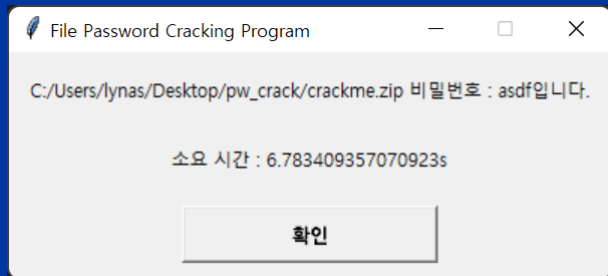 File Password Cracking Program
C:/Users/lynas/Desktop/pw_crack/crackme.zip 비밀번호 : asdf입니다.
소요 시간 : 6.783409357070923s
확인